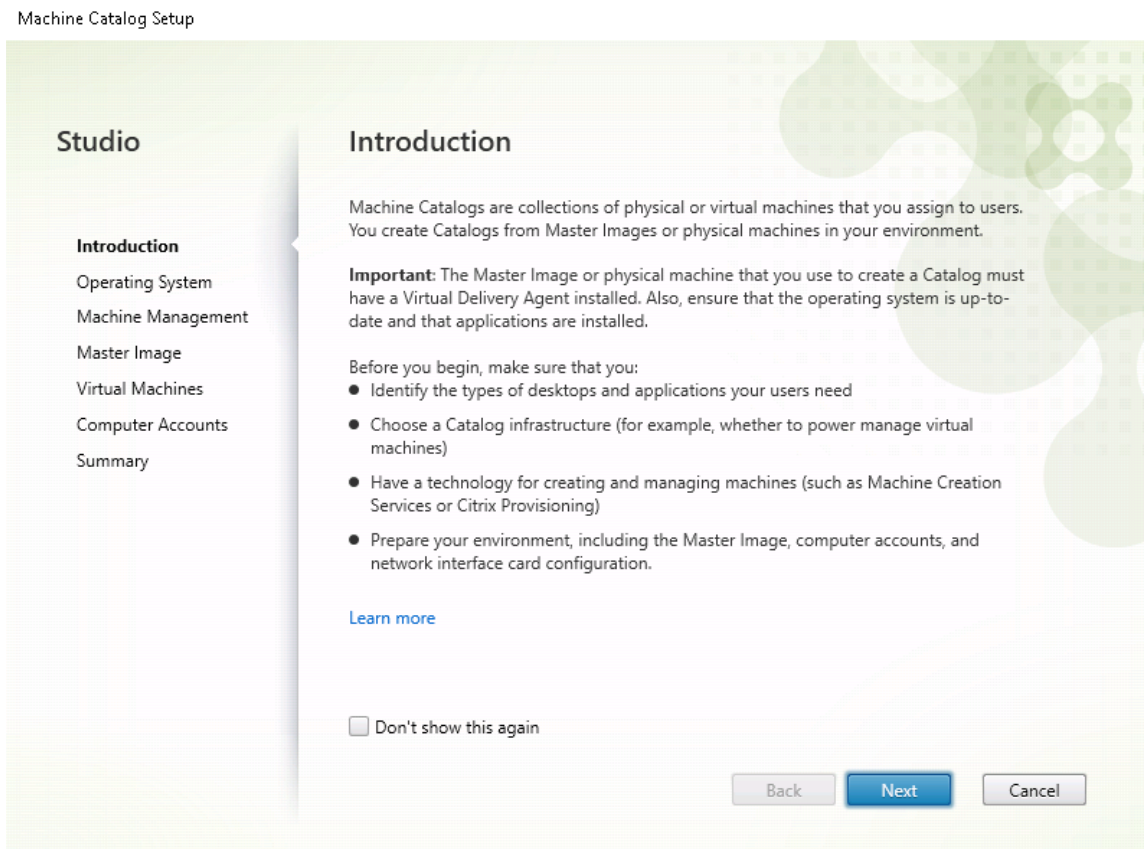 Machine Catalog Setup
Studio
Introduction
Operating System
Machine Management
Master Image
Virtual Machines
Computer Accounts
Summary
Introduction
Machine Catalogs are collections of physical or virtual machines that you assign to users.
You create Catalogs from Master Images or physical machines in your environment.
Important: The Master Image or physical machine that you use to create a Catalog must
have a Virtual Delivery Agent installed. Also, ensure that the operating system is up-to-
date and that applications are installed.
Before you begin, make sure that you:
● Identify the types of desktops and applications your users need
● Choose a Catalog infrastructure (for example, whether to power manage virtual
machines)
● Have a technology for creating and managing machines (such as Machine Creation
Services or Citrix Provisioning)
● Prepare your environment, including the Master Image, computer accounts, and
network interface card configuration.
Learn more
Don't show this again
Back Next Cancel